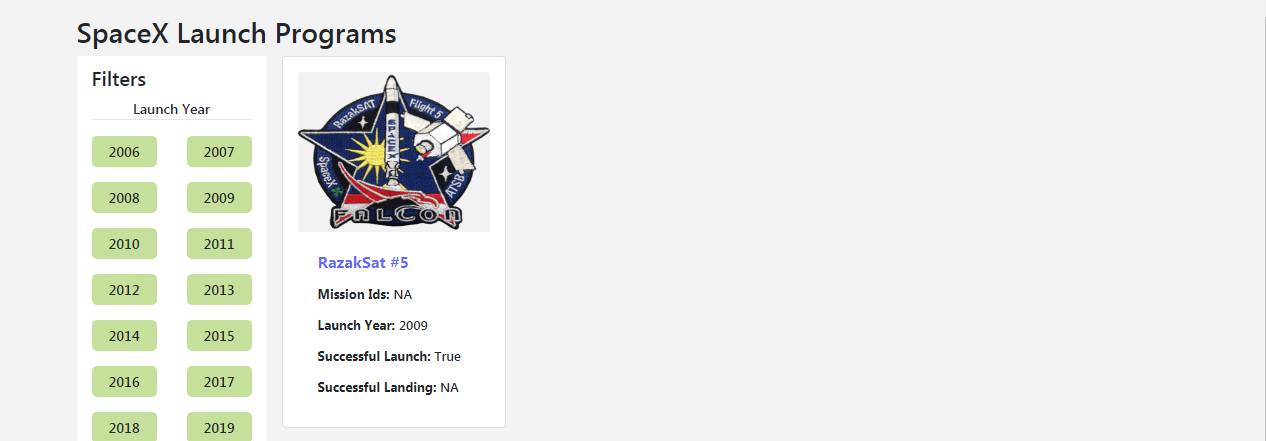 SpaceX Launch Programs
Filters
Launch Year
2006 2007
2008 2009
2010 2011
2012 2013
2014 2015
2016 2017
2018 2019
RazakSAT Flight 5
SPACEX
SpaceX
ATSB
FALCON
RazakSat #5
Mission Ids: NA
Launch Year: 2009
Successful Launch: True
Successful Landing: NA